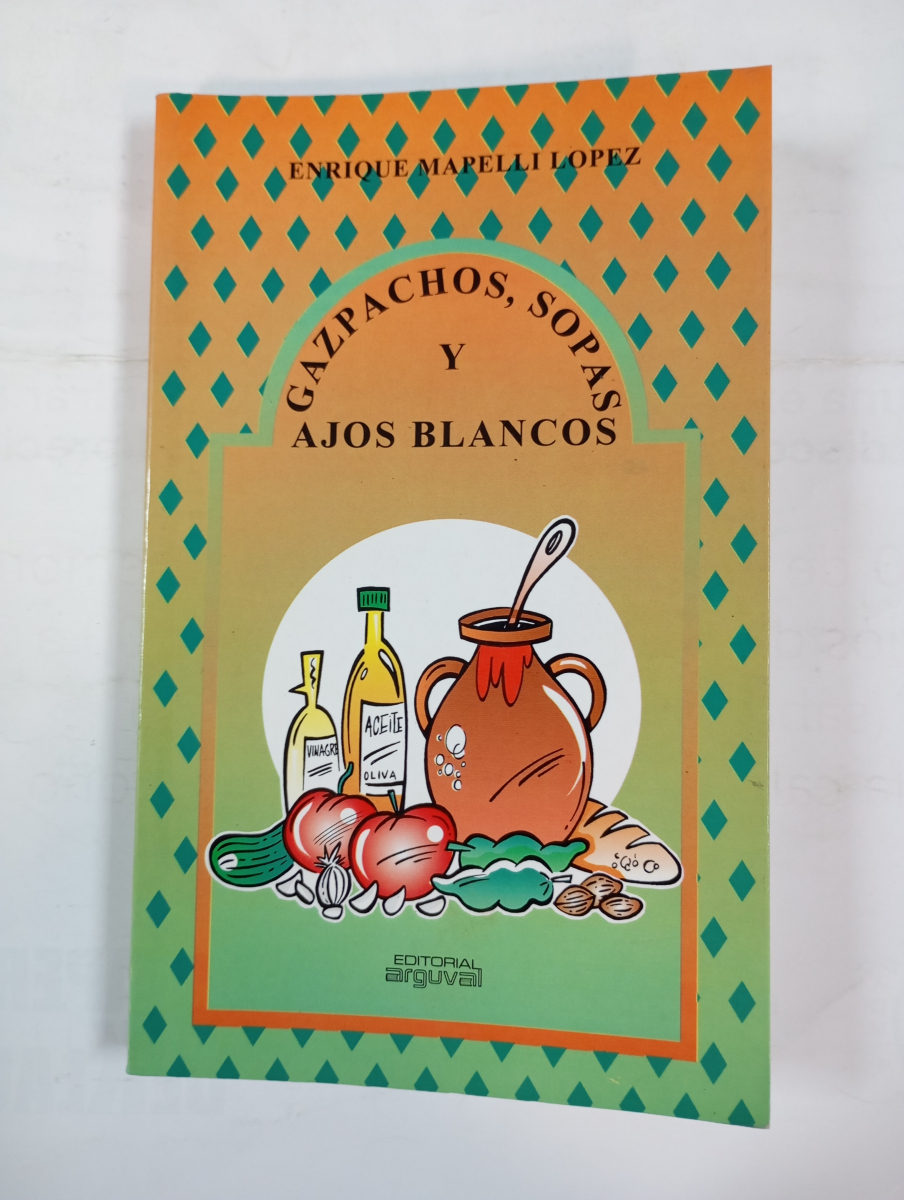 ENRIQUE MAPELLI LOPEZ
GAZPACHOS, SOPAS
Y
AJOS BLANCOS
ACEITE
OLIVA
VINAGRE
EDITORIAL
arguval